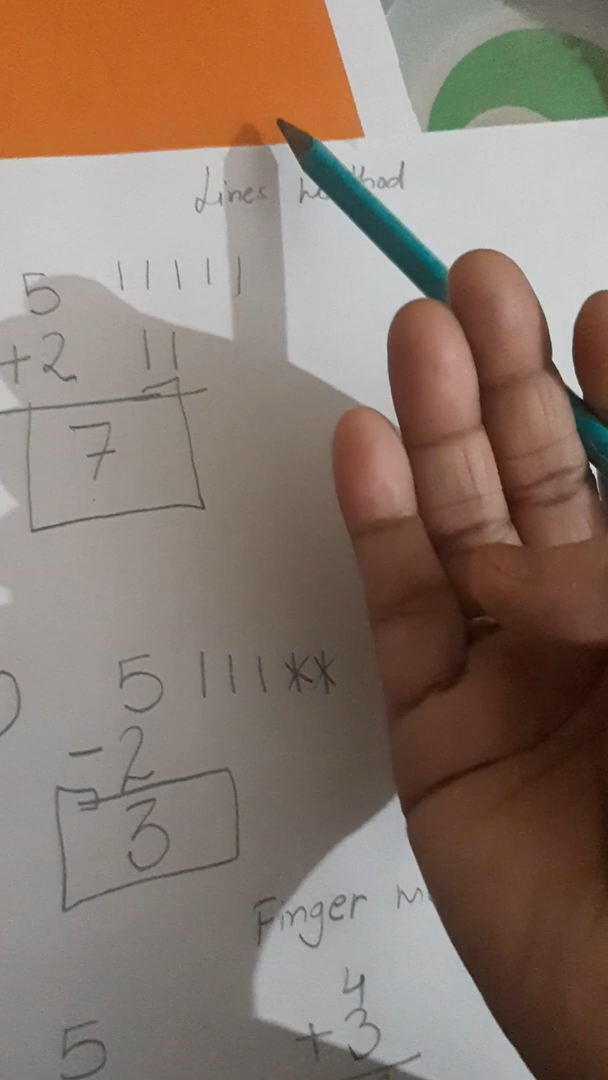 Lines
5 | | | | |
+2 | |
7
5 | | | * *
-2
3
Finger
4
5 +3